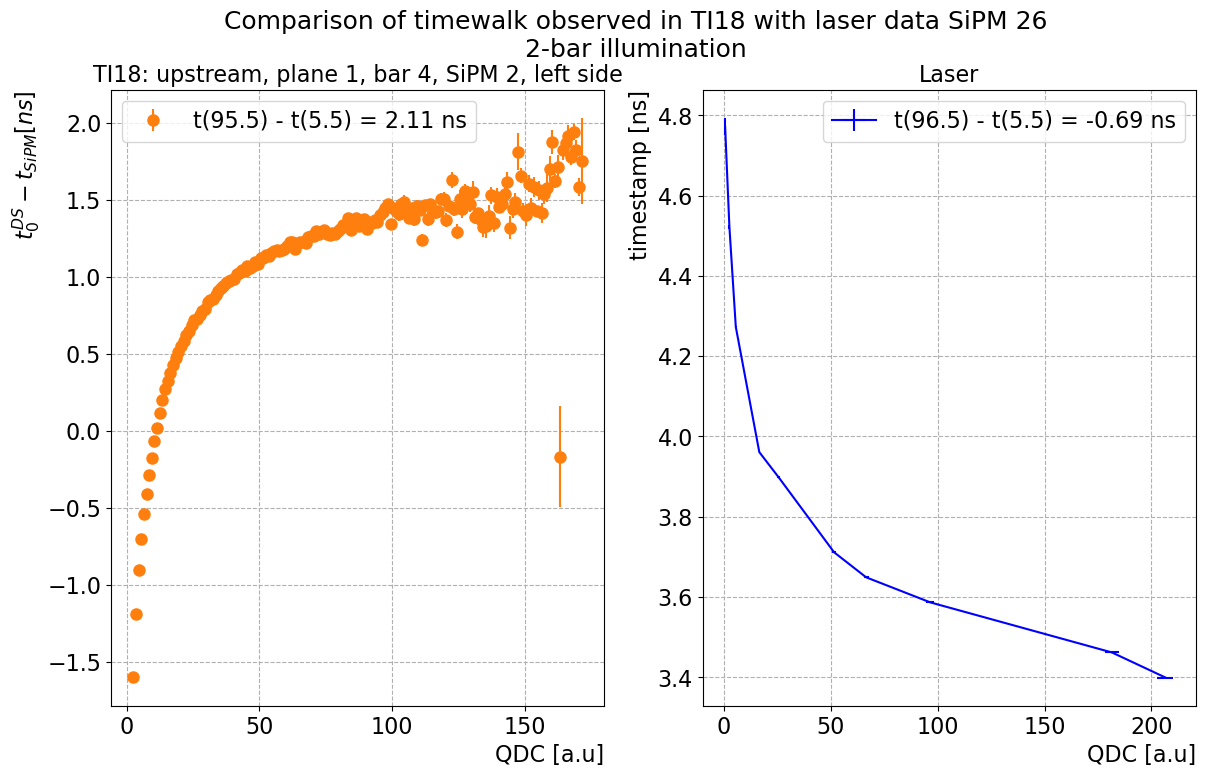 Comparison of timewalk observed in TI18 with laser data SiPM 26
2-bar illumination
TI18: upstream, plane 1, bar 4, SiPM 2, left side
t(95.5) - t(5.5) = 2.11 ns
t_0^{DS} − t_{SiPM}[ns]
2.0
1.5
1.0
0.5
0.0
−0.5
−1.0
−1.5
0
50
100
150
QDC [a.u]
Laser
t(96.5) - t(5.5) = -0.69 ns
timestamp [ns]
4.8
4.6
4.4
4.2
4.0
3.8
3.6
3.4
0
50
100
150
200
QDC [a.u]